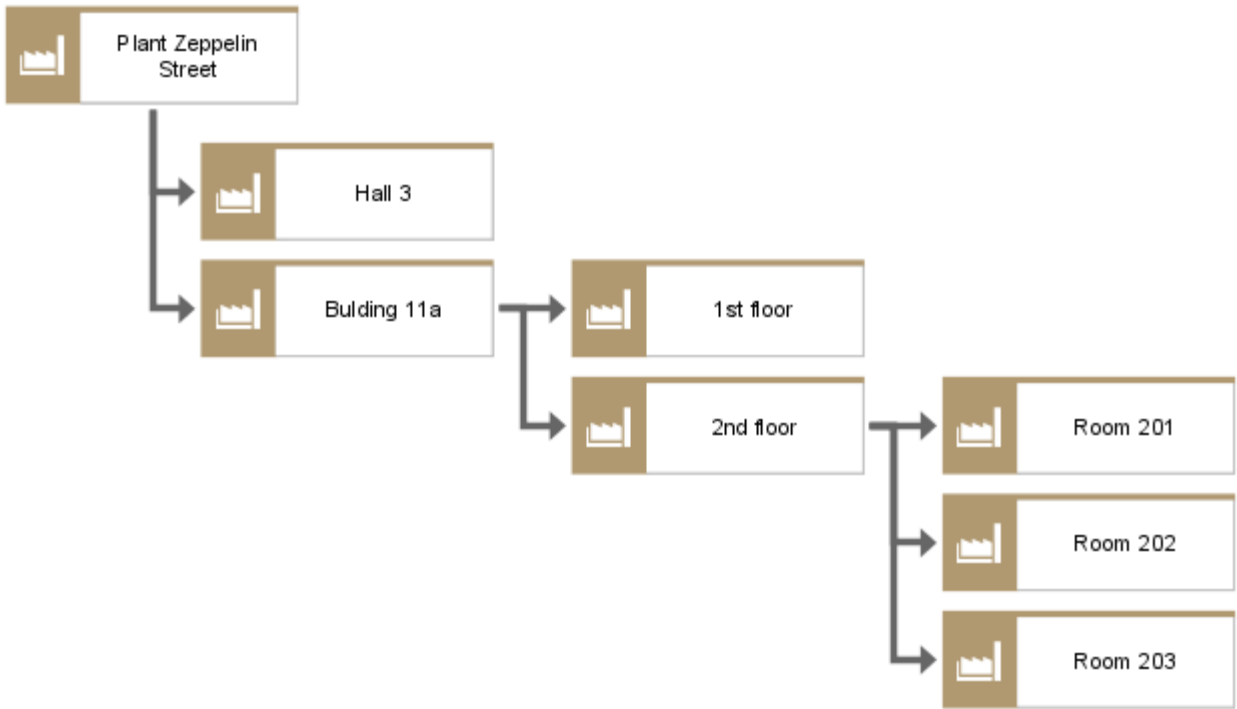 Plant Zeppelin
Street
Hall 3
Bulding 11a
1st floor
2nd floor
Room 201
Room 202
Room 203